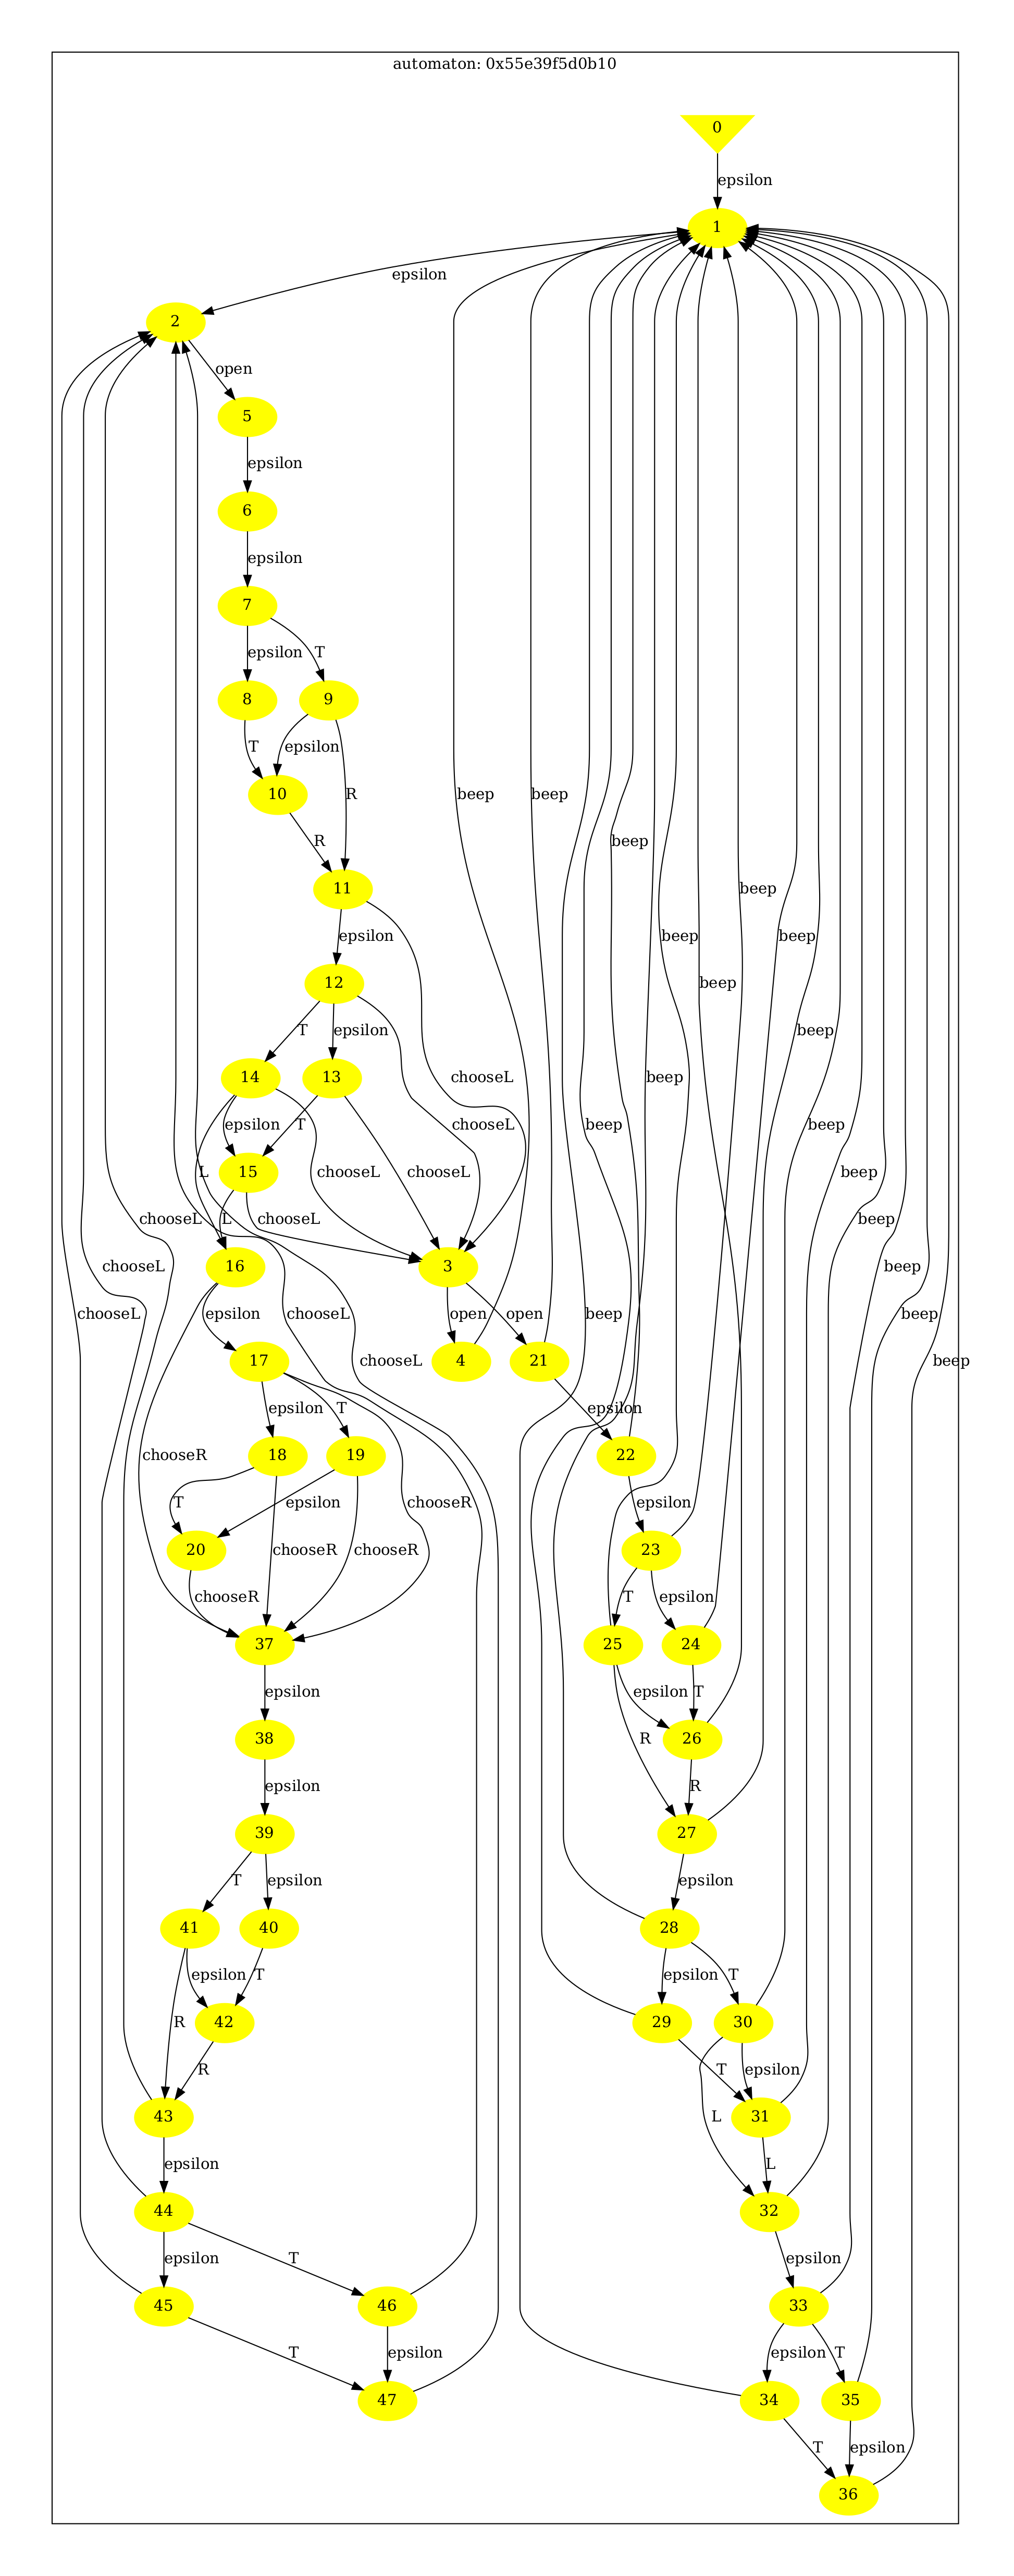 automaton: 0x55e39f5d0b10
0
epsilon
1
epsilon
2
open
5
epsilon
6
epsilon
7
epsilon T
8 9
T epsilon
beep beep
10 R
R beep beep
11 beep
epsilon beep beep
12 beep beep
T epsilon
14 13 chooseL beep
epsilon T chooseL beep beep
L 15 chooseL chooseL beep
L chooseL
chooseL beep
16 3
chooseL epsilon chooseL open open beep beep
chooseL 17 4 21 beep
chooseL beep
epsilon T epsilon
chooseR 18 19 22
T epsilon chooseR epsilon
20 chooseR chooseR 23
chooseR T epsilon
37 25 24
epsilon epsilon T
38 R 26
epsilon R
39 27
T epsilon epsilon
41 40 28
epsilon T epsilon T
R 42 29 30
R T epsilon
43 L 31
epsilon L
44 32
epsilon T epsilon
45 46 33
T epsilon epsilon T
47 34 35
T epsilon
36